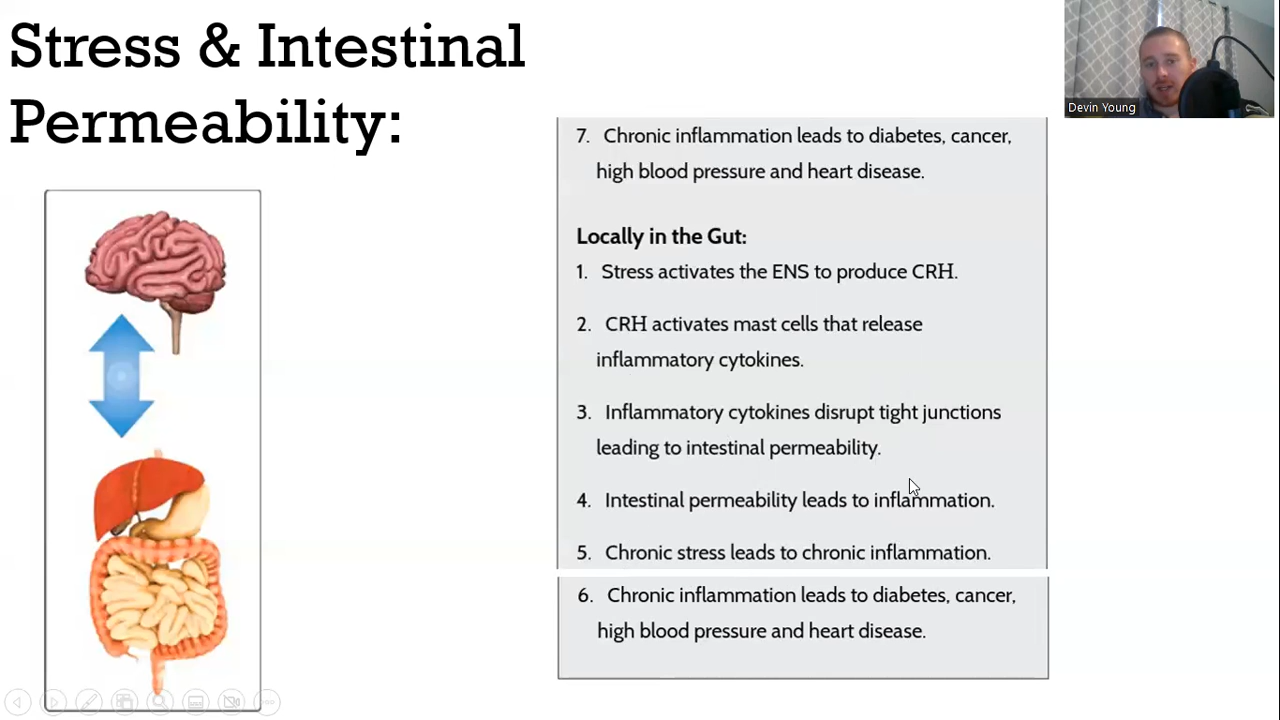 Stress & Intestinal
Permeability:
Devin Young
7. Chronic inflammation leads to diabetes, cancer,
high blood pressure and heart disease.
Locally in the Gut:
1. Stress activates the ENS to produce CRH.
2. CRH activates mast cells that release
inflammatory cytokines.
3. Inflammatory cytokines disrupt tight junctions
leading to intestinal permeability.
4. Intestinal permeability leads to inflammation.
5. Chronic stress leads to chronic inflammation.
6. Chronic inflammation leads to diabetes, cancer,
high blood pressure and heart disease.